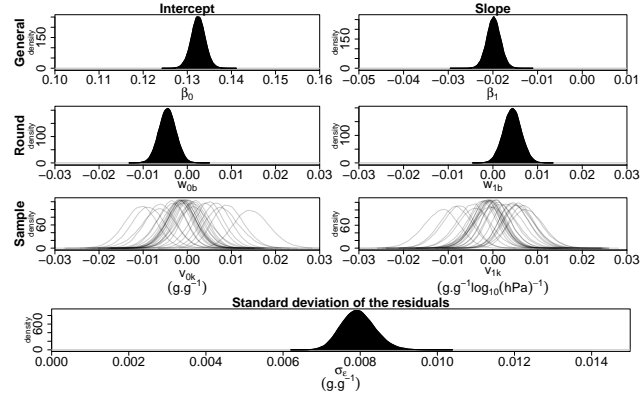 Intercept Slope
General density 0 150 density 0 150
0.10 0.11 0.12 0.13 0.14 0.15 0.16 −0.05 −0.04 −0.03 −0.02 −0.01 0.00 0.01
β0 β1
Round density 0 100 density 0 100
−0.03 −0.02 −0.01 0.00 0.01 0.02 0.03 −0.03 −0.02 −0.01 0.00 0.01 0.02 0.03
w0b w1b
Sample density 0 60 density 0 60
−0.03 −0.02 −0.01 0.00 0.01 0.02 0.03 −0.03 −0.02 −0.01 0.00 0.01 0.02 0.03
v0k v1k
(g.g−1) (g.g−1log10(hPa)−1)
Standard deviation of the residuals
density 0 600
0.000 0.002 0.004 0.006 0.008 0.010 0.012 0.014
σε
(g.g−1)